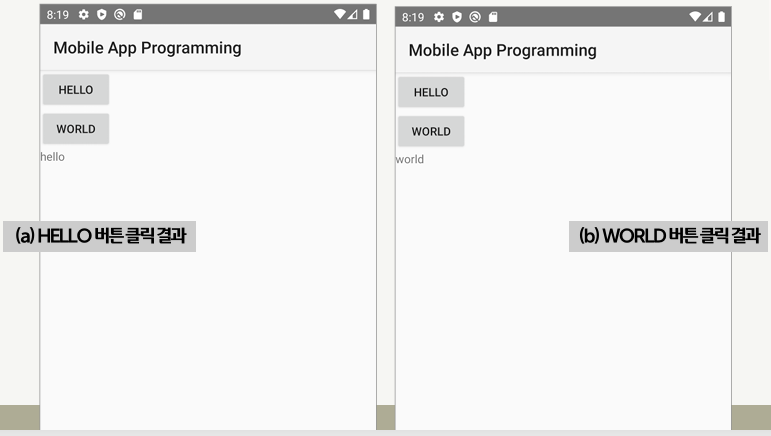 8:19
Mobile App Programming
HELLO
WORLD
hello
(a) HELLO 버튼 클릭 결과
8:19
Mobile App Programming
HELLO
WORLD
world
(b) WORLD 버튼 클릭 결과